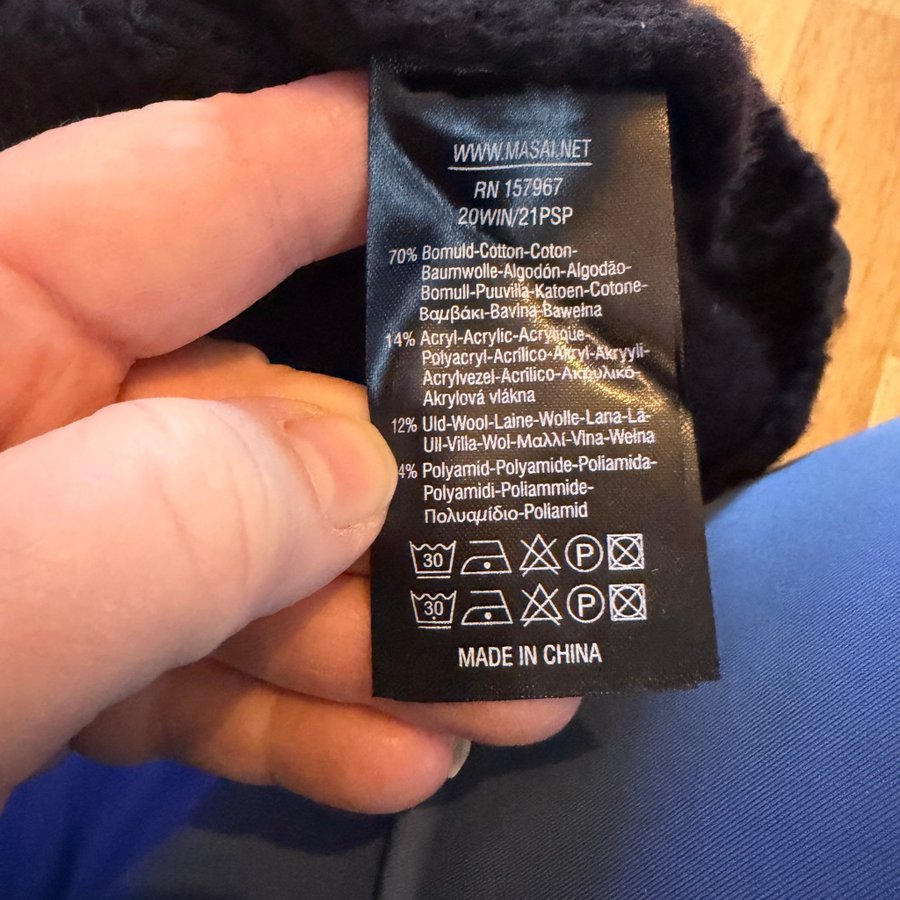 WWW.MASAI.NET
RN 157967
20WIN/21PSP
70% Bomuld-Cotton-Coton-
Baumwolle-Algodón-Algodão-
Bomull-Puuvilla-Katoen-Cotone-
Βαμβάκι-Bavlna-Bawełna
14% Acryl-Acrylic-Acrylique-
Polyacryl-Acrílico-Akryl-Akryyli-
Acrylvezel-Acrilico-Ακρυλικό-
Akrylová vlákna
12% Uld-Wool-Laine-Wolle-Lana-Lã-
Ull-Villa-Wol-Μαλλί-Vlna-Wełna
4% Polyamid-Polyamide-Poliamida-
Polyamidi-Poliammide-
Πολυαμίδιο-Poliamid
30 P
30 P
MADE IN CHINA